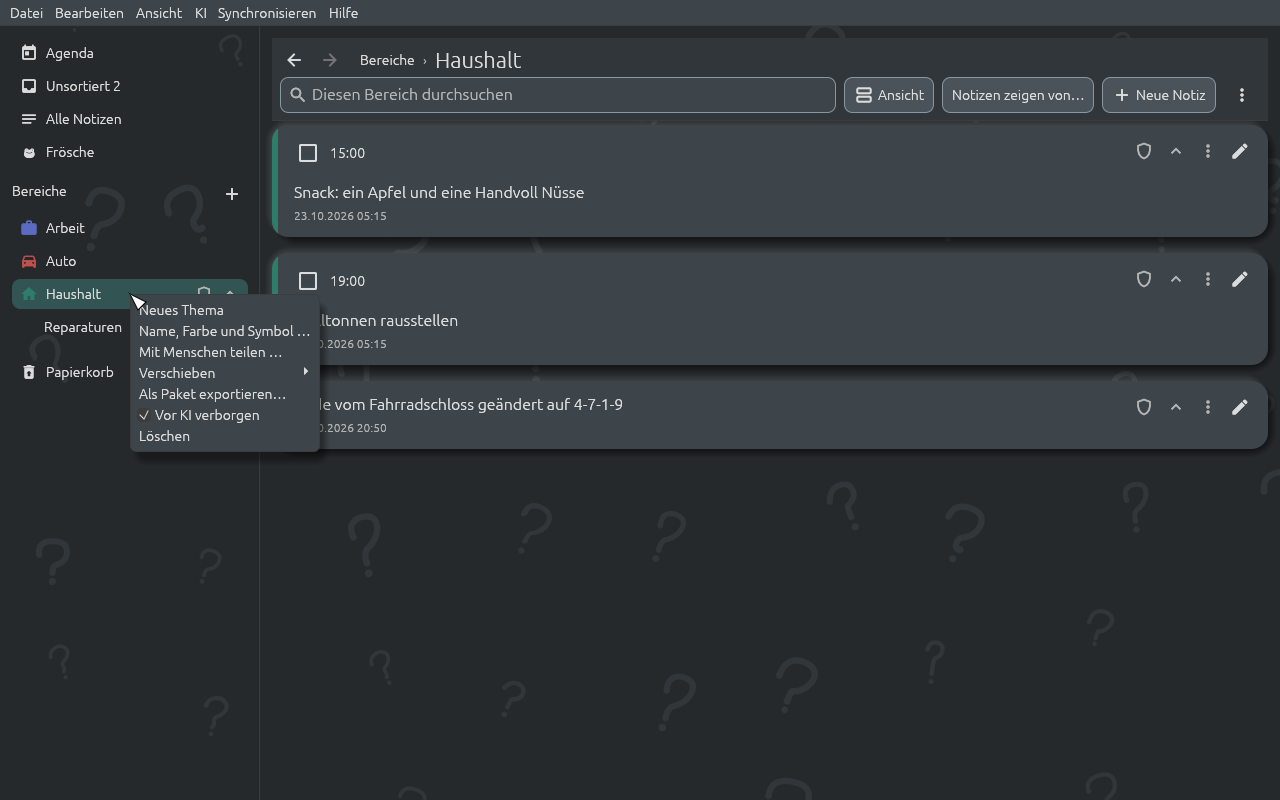 Datei Bearbeiten Ansicht KI Synchronisieren Hilfe
Agenda
Unsortiert 2
Alle Notizen
Frösche
Bereiche
Arbeit
Auto
Haushalt
Reparaturen
Papierkorb
Neues Thema
Name, Farbe und Symbol …
Mit Menschen teilen …
Verschieben
Als Paket exportieren…
Vor KI verborgen
Löschen
Bereiche › Haushalt
Diesen Bereich durchsuchen
Ansicht
Notizen zeigen von…
Neue Notiz
15:00
Snack: ein Apfel und eine Handvoll Nüsse
23.10.2026 05:15
19:00
rausstellen
.2026 05:15
vom Fahrradschloss geändert auf 4-7-1-9
.2026 20:50